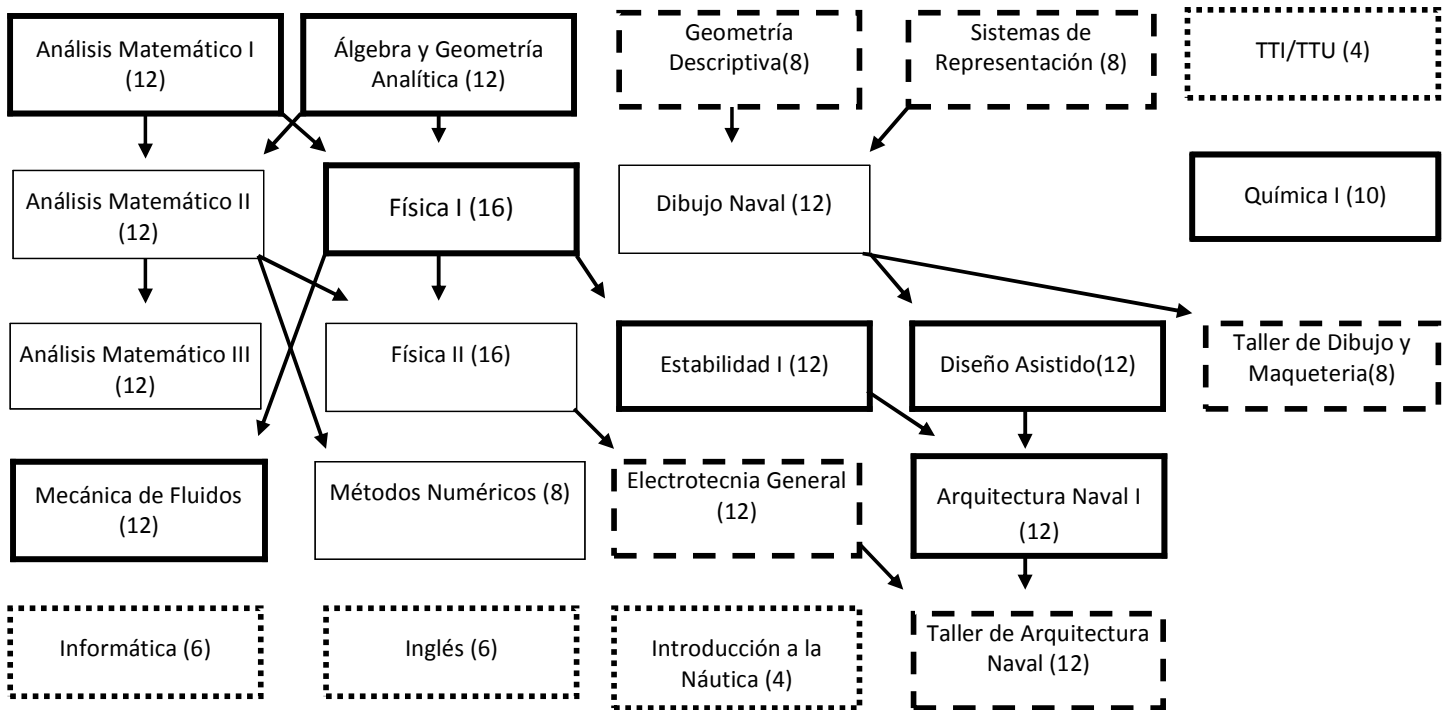 Análisis Matemático I
(12)
Álgebra y Geometría
Analítica (12)
Geometría
Descriptiva(8)
Sistemas de
Representación (8)
TTI/TTU (4)
Análisis Matemático II
(12)
Física I (16)
Dibujo Naval (12)
Química I (10)
Análisis Matemático III
(12)
Física II (16)
Estabilidad I (12)
Diseño Asistido(12)
Taller de Dibujo y
Maqueteria(8)
Mecánica de Fluidos
(12)
Métodos Numéricos (8)
Electrotecnia General
(12)
Arquitectura Naval I
(12)
Informática (6)
Inglés (6)
Introducción a la
Náutica (4)
Taller de Arquitectura
Naval (12)